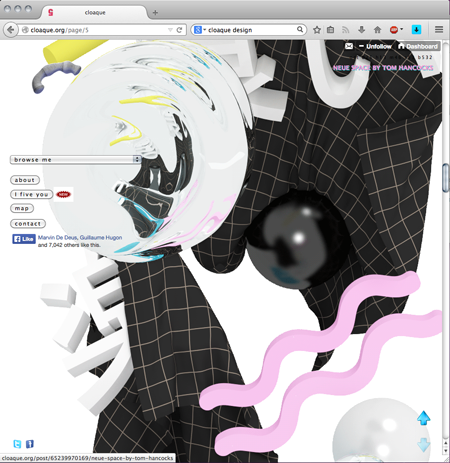 cloaque
cloaque.org/page/5
cloaque design
Unfollow
Dashboard
b532
NEUE SPACE BY TOM HANCOCKS
browse me
about
I five you
NEW
map
contact
Like
Marvin De Deus, Guillaume Hugon
and 7,042 others like this.
cloaque.org/post/65239970169/neue-space-by-tom-hancocks